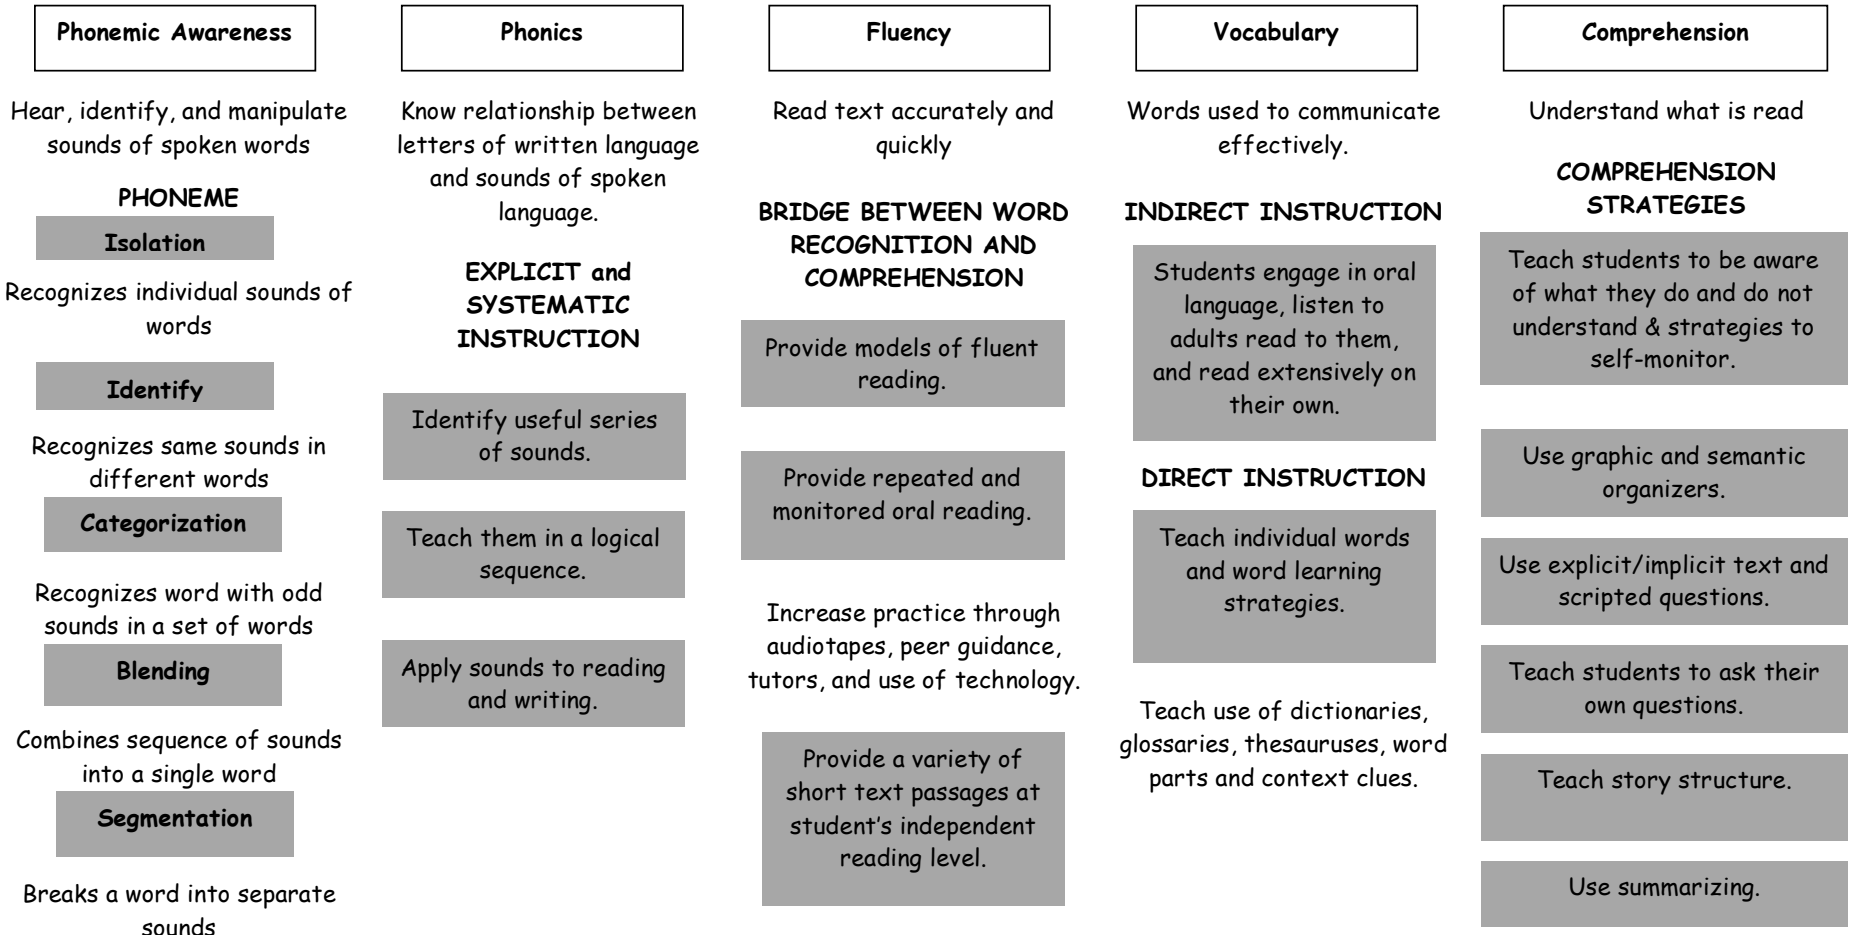 Phonemic Awareness
Hear, identify, and manipulate
sounds of spoken words
PHONEME
Isolation
Recognizes individual sounds of
words
Identify
Recognizes same sounds in
different words
Categorization
Recognizes word with odd
sounds in a set of words
Blending
Combines sequence of sounds
into a single word
Segmentation
Breaks a word into separate
sounds
Phonics
Know relationship between
letters of written language
and sounds of spoken
language.
EXPLICIT and
SYSTEMATIC
INSTRUCTION
Identify useful series
of sounds.
Teach them in a logical
sequence.
Apply sounds to reading
and writing.
Fluency
Read text accurately and
quickly
BRIDGE BETWEEN WORD
RECOGNITION AND
COMPREHENSION
Provide models of fluent
reading.
Provide repeated and
monitored oral reading.
Increase practice through
audiotapes, peer guidance,
tutors, and use of technology.
Provide a variety of
short text passages at
student’s independent
reading level.
Vocabulary
Words used to communicate
effectively.
INDIRECT INSTRUCTION
Students engage in oral
language, listen to
adults read to them,
and read extensively on
their own.
DIRECT INSTRUCTION
Teach individual words
and word learning
strategies.
Teach use of dictionaries,
glossaries, thesauruses, word
parts and context clues.
Comprehension
Understand what is read
COMPREHENSION
STRATEGIES
Teach students to be aware
of what they do and do not
understand & strategies to
self-monitor.
Use graphic and semantic
organizers.
Use explicit/implicit text and
scripted questions.
Teach students to ask their
own questions.
Teach story structure.
Use summarizing.